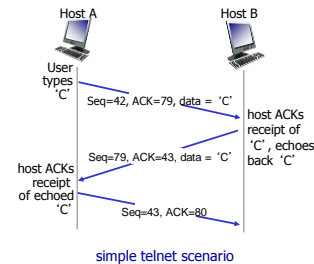 Host A
Host B
User
types
‘C’
Seq=42, ACK=79, data = ‘C’
host ACKs
receipt of
‘C’, echoes
back ‘C’
Seq=79, ACK=43, data = ‘C’
host ACKs
receipt
of echoed
‘C’
Seq=43, ACK=80
simple telnet scenario